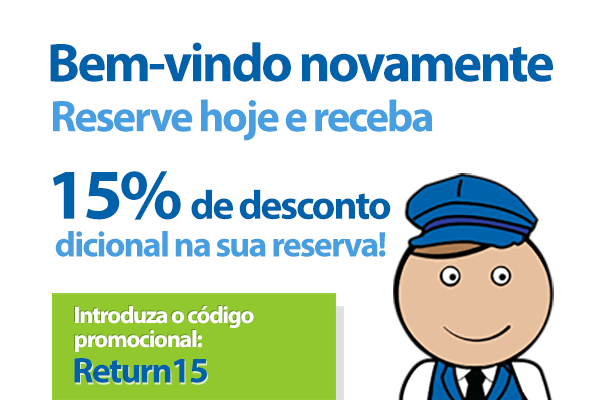 Bem-vindo novamente
Reserve hoje e receba
15% de desconto
dicional na sua reserva!
Introduza o código
promocional:
Return15